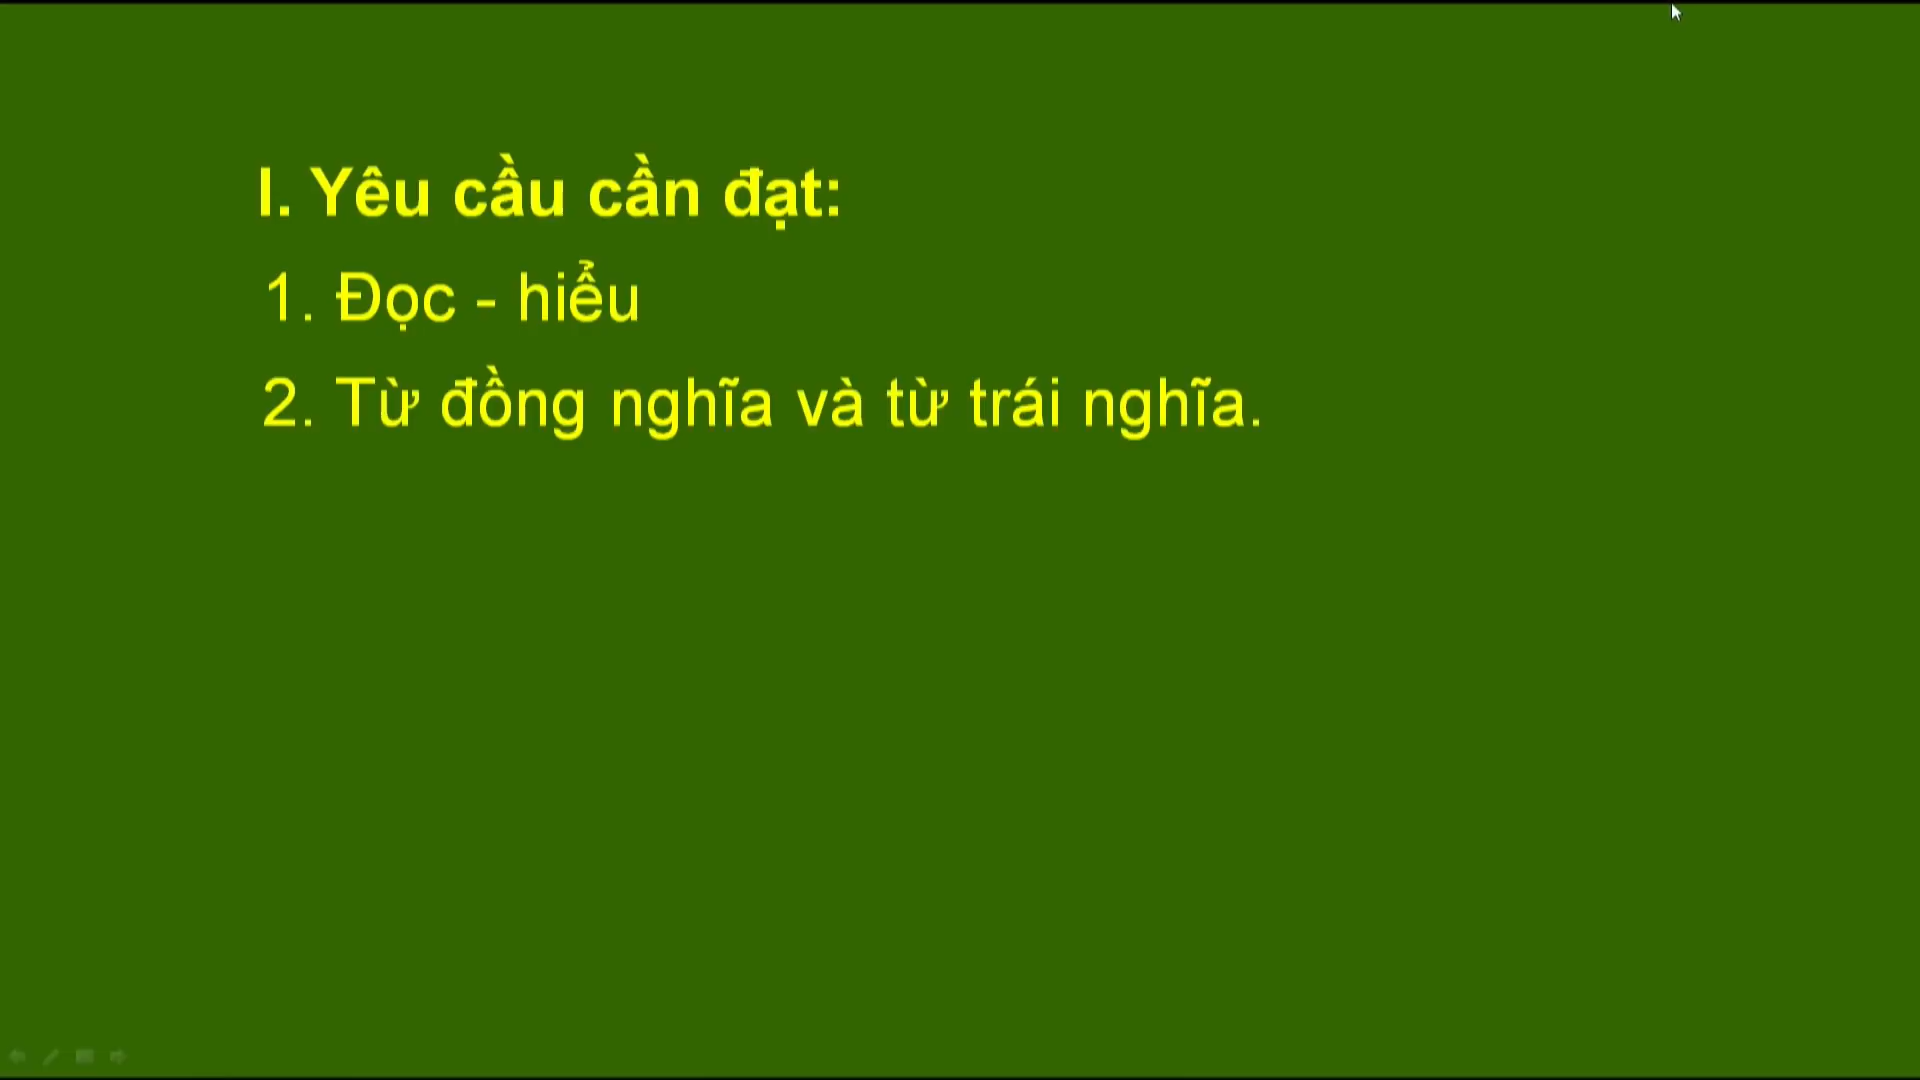 I. Yêu cầu cần đạt:
1. Đọc - hiểu
2. Từ đồng nghĩa và từ trái nghĩa.